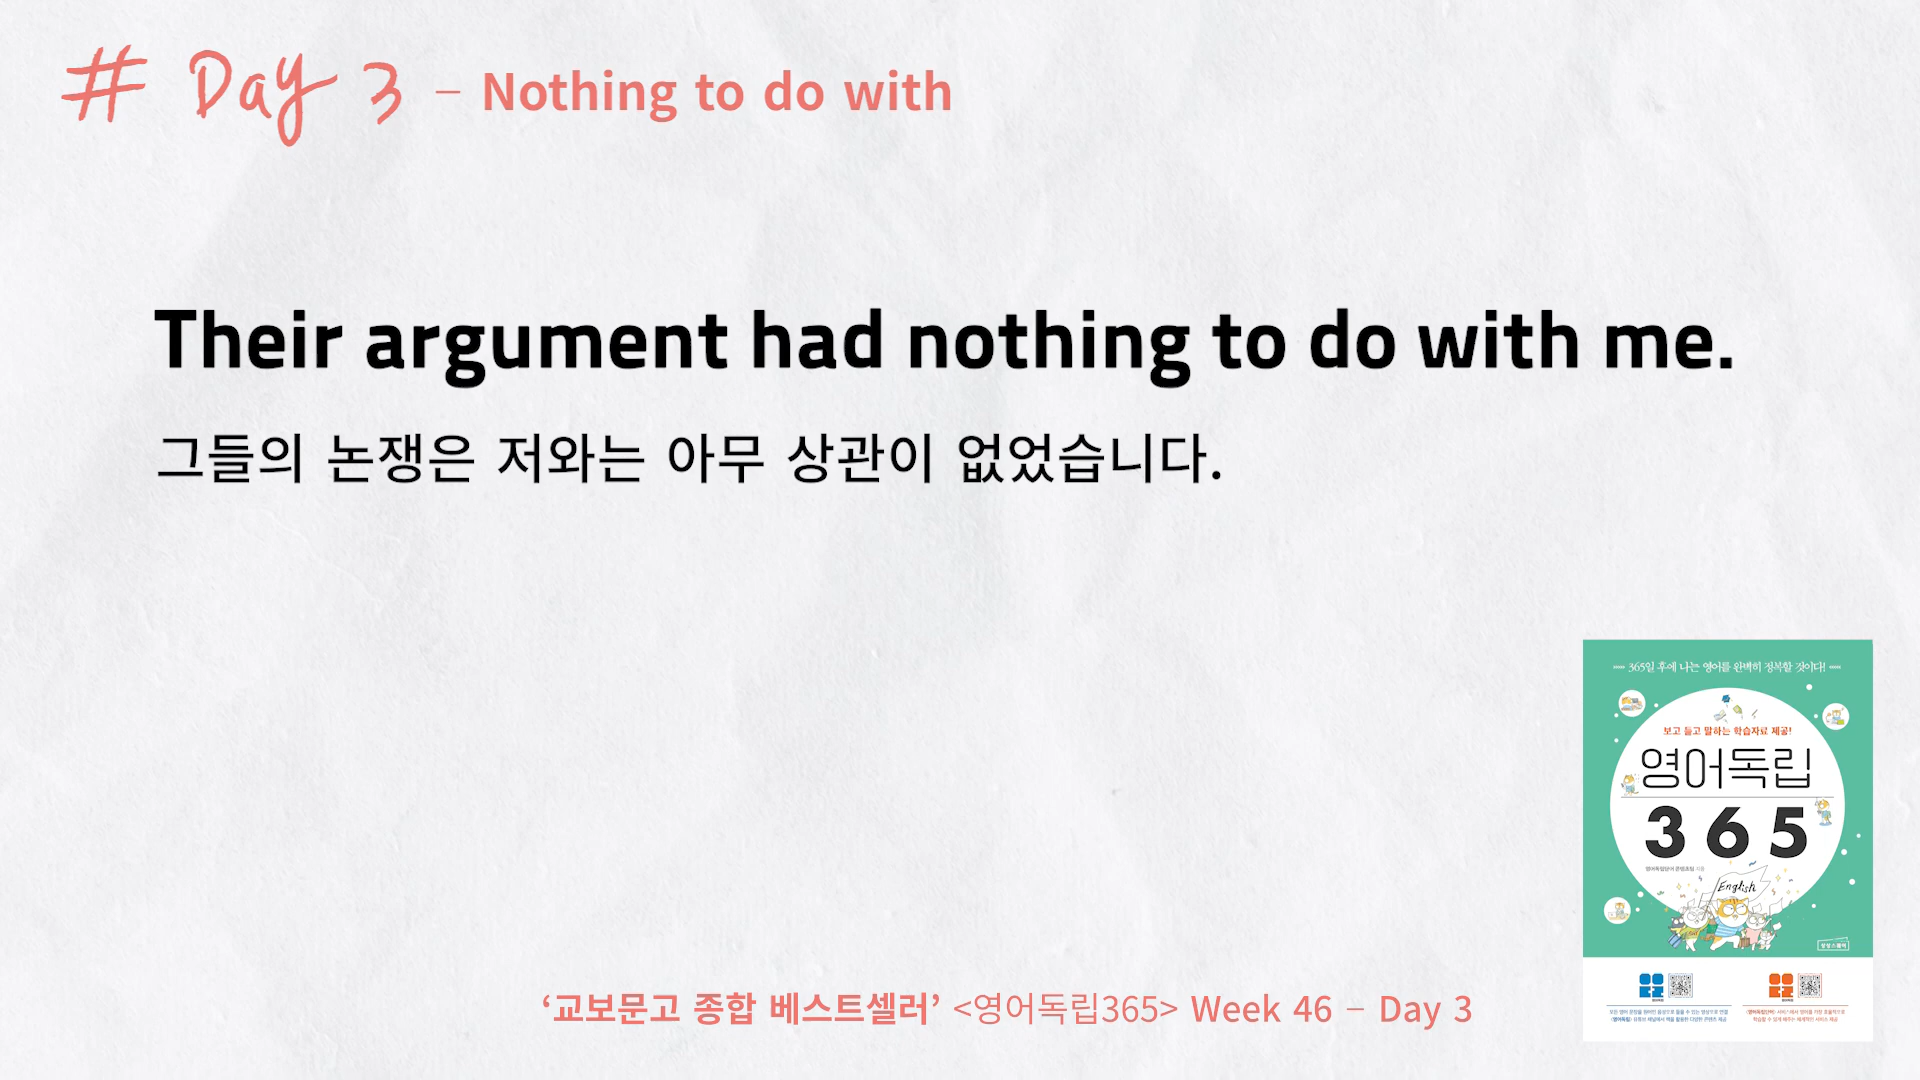 # Day 3 – Nothing to do with
Their argument had nothing to do with me.
그들의 논쟁은 저와는 아무 상관이 없었습니다.
365일 후에 나는 영어를 완벽히 정복할 것이다!
보고 듣고 말하는 학습자료 제공!
영어독립
365
English
‘교보문고 종합 베스트셀러’ <영어독립365> Week 46 – Day 3